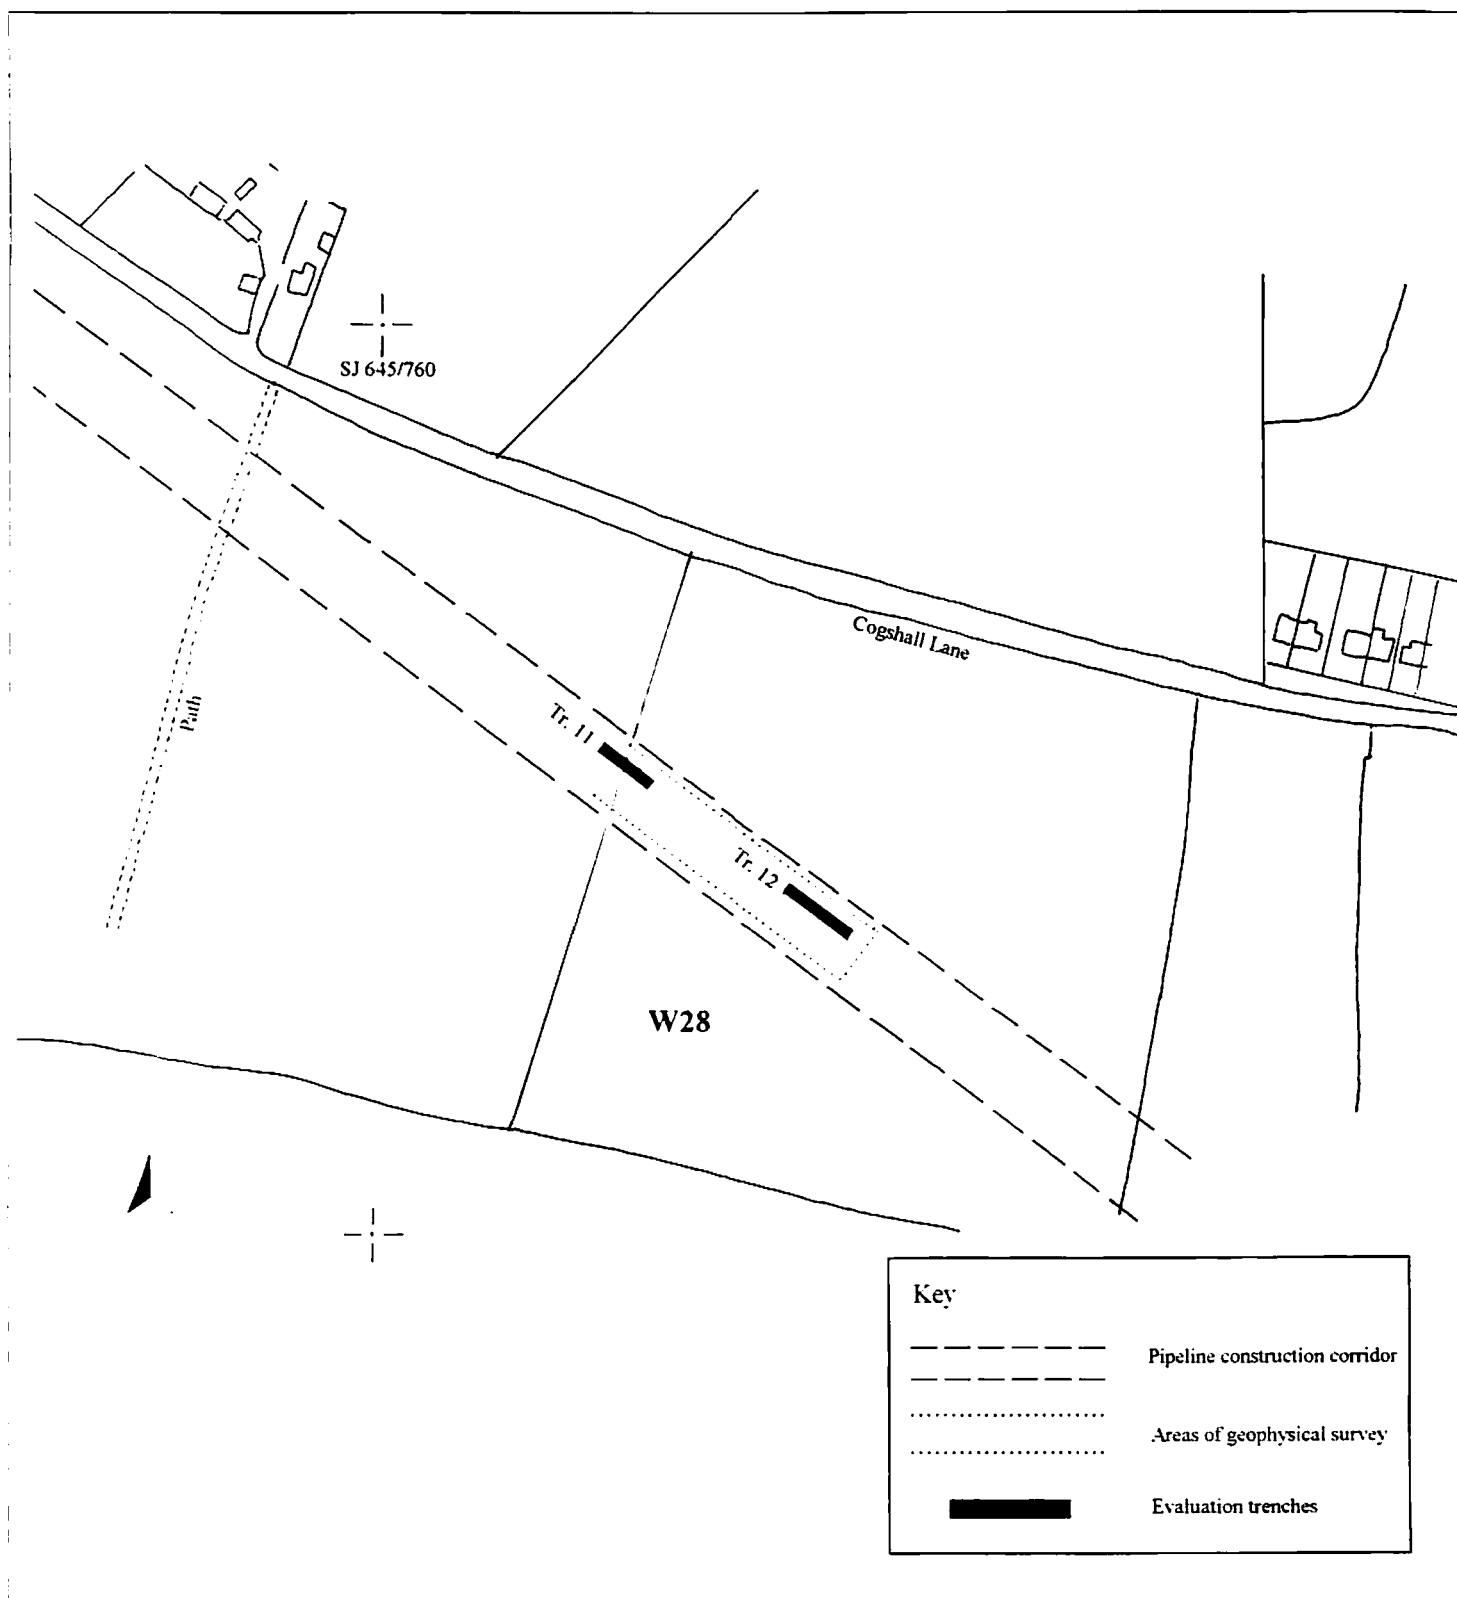 SJ 645/760
Cogshall Lane
Path
Tr. 11
Tr. 12
W28
Key
Pipeline construction corridor
Areas of geophysical survey
Evaluation trenches